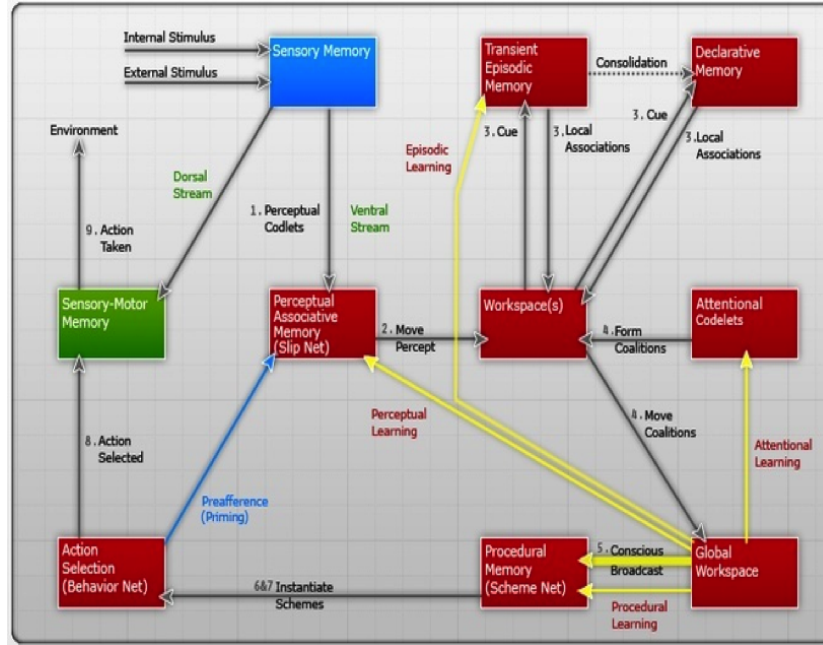 Internal Stimulus
External Stimulus
Sensory Memory
Transient
Episodic
Memory
Consolidation
Declarative
Memory
Environment
3. Cue
3. Local
Associations
3. Cue
3. Local
Associations
Episodic
Learning
Dorsal
Stream
1. Perceptual
Codlets
Ventral
Stream
9. Action
Taken
Sensory-Motor
Memory
Perceptual
Associative
Memory
(Slip Net)
2. Move
Percept
Workspace(s)
4. Form
Coalitions
Attentional
Codelets
8. Action
Selected
Perceptual
Learning
4. Move
Coalitions
Attentional
Learning
Preafference
(Priming)
Action
Selection
(Behavior Net)
6&7 Instantiate
Schemes
Procedural
Memory
(Scheme Net)
5. Conscious
Broadcast
Global
Workspace
Procedural
Learning